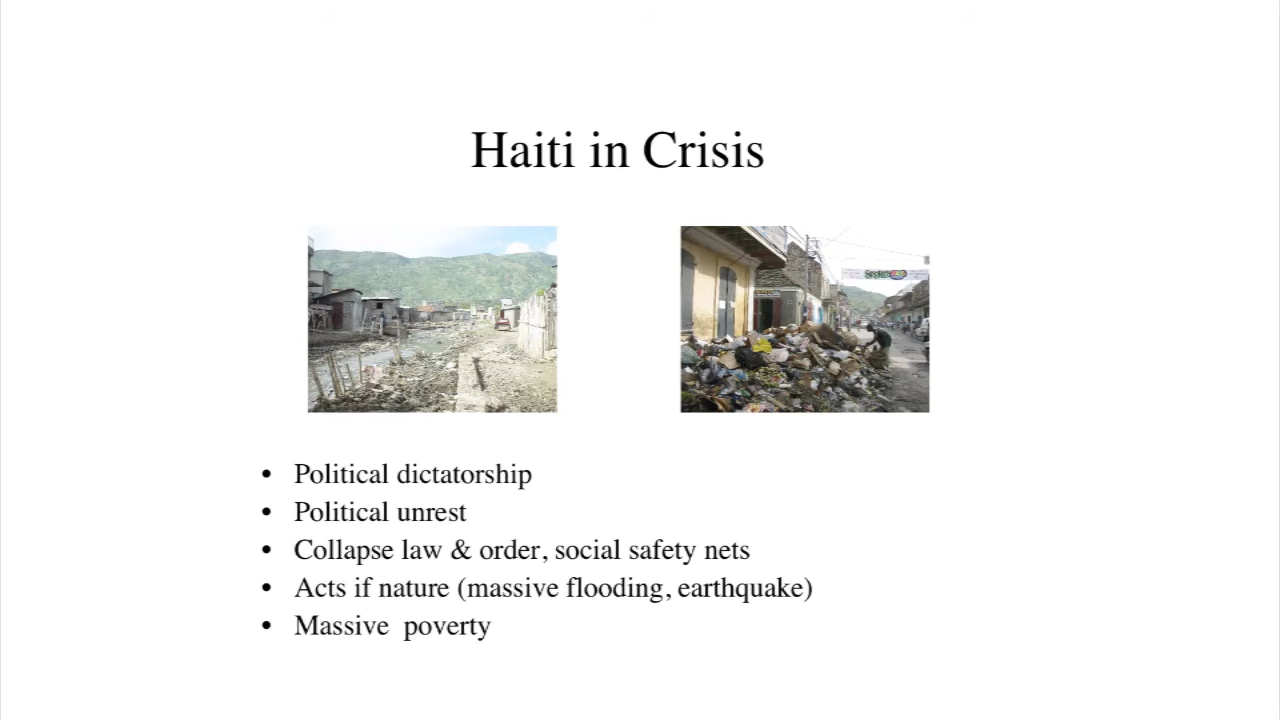 Haiti in Crisis
• Political dictatorship
• Political unrest
• Collapse law & order, social safety nets
• Acts if nature (massive flooding, earthquake)
• Massive  poverty